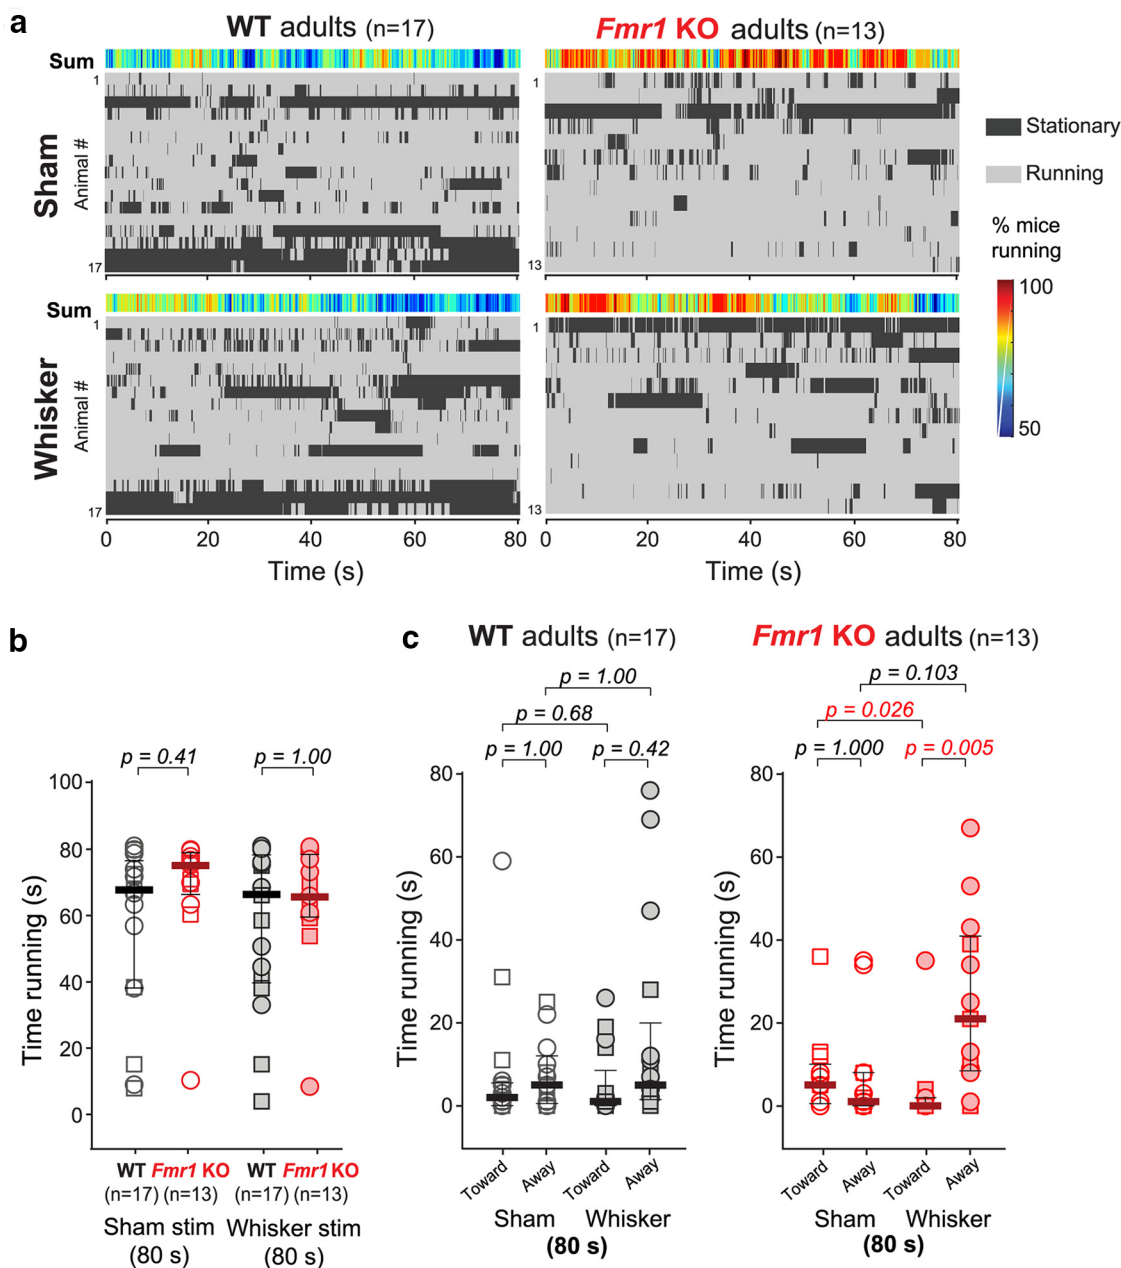 a
WT adults (n=17)
Fmr1 KO adults (n=13)
Sum
1
Sham
Animal #
17
1
13
Stationary
Running
% mice
running
100
50
Sum
1
Whisker
Animal #
17
1
13
0 20 40 60 80
0 20 40 60 80
Time (s)
Time (s)
b
p = 0.41
p = 1.00
Time running (s)
100
80
60
40
20
0
WT Fmr1 KO WT Fmr1 KO
(n=17) (n=13) (n=17) (n=13)
Sham stim
(80 s)
Whisker stim
(80 s)
c
WT adults (n=17)
p = 1.00
p = 0.68
p = 1.00
p = 0.42
Time running (s)
80
60
40
20
0
Toward
Away
Toward
Away
Sham
Whisker
(80 s)
Fmr1 KO adults (n=13)
p = 0.103
p = 0.026
p = 1.000
p = 0.005
Time running (s)
80
60
40
20
0
Toward
Away
Toward
Away
Sham
Whisker
(80 s)